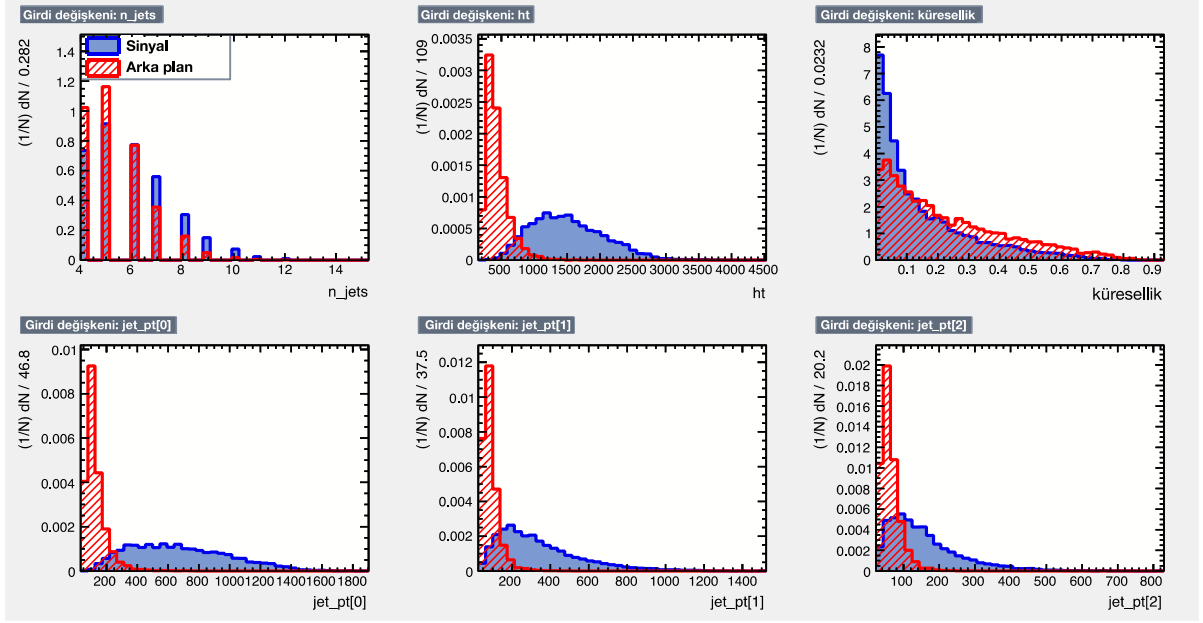 Girdi değişkeni: n_jets
(1/N) dN / 0.282
Sinyal
Arka plan
1.4
1.2
1
0.8
0.6
0.4
0.2
0
4 6 8 10 12 14
n_jets
Girdi değişkeni: ht
(1/N) dN / 109
0.0035
0.003
0.0025
0.002
0.0015
0.001
0.0005
0
500 1000 1500 2000 2500 3000 3500 4000 4500
ht
Girdi değişkeni: küresellik
(1/N) dN / 0.0232
8
7
6
5
4
3
2
1
0
0.1 0.2 0.3 0.4 0.5 0.6 0.7 0.8 0.9
küresellik
Girdi değişkeni: jet_pt[0]
(1/N) dN / 46.8
0.01
0.008
0.006
0.004
0.002
0
200 400 600 800 1000 1200 1400 1600 1800
jet_pt[0]
Girdi değişkeni: jet_pt[1]
(1/N) dN / 37.5
0.012
0.01
0.008
0.006
0.004
0.002
0
200 400 600 800 1000 1200 1400
jet_pt[1]
Girdi değişkeni: jet_pt[2]
(1/N) dN / 20.2
0.02
0.018
0.016
0.014
0.012
0.01
0.008
0.006
0.004
0.002
0
100 200 300 400 500 600 700 800
jet_pt[2]